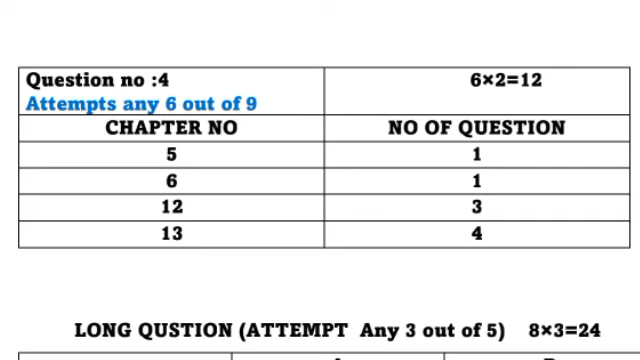 Question no :4 6×2=12
Attempts any 6 out of 9
CHAPTER NO NO OF QUESTION
5 1
6 1
12 3
13 4
LONG QUSTION (ATTEMPT Any 3 out of 5) 8×3=24